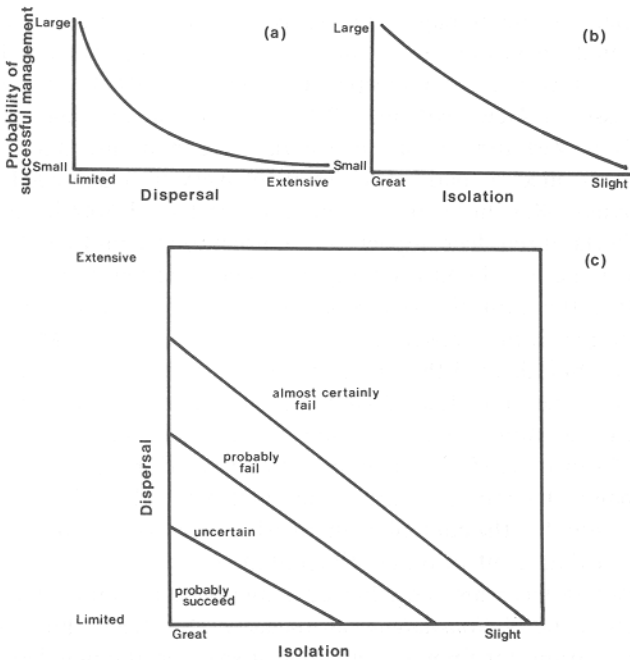 (a)
Large
Probability of
successful management
Small
Limited
Extensive
Dispersal
(b)
Large
Small
Great
Slight
Isolation
(c)
Extensive
almost certainly
fail
probably
fail
Dispersal
uncertain
probably
succeed
Limited
Great
Slight
Isolation